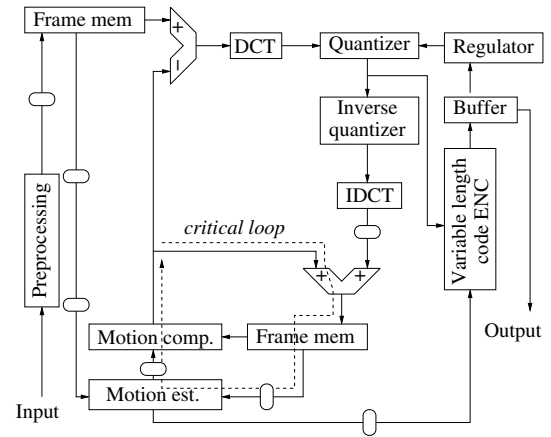 Frame mem
+
−
DCT
Quantizer
Regulator
Inverse
quantizer
Buffer
IDCT
Preprocessing
Variable length
code ENC
critical loop
+
+
Output
Motion comp.
Frame mem
Motion est.
Input